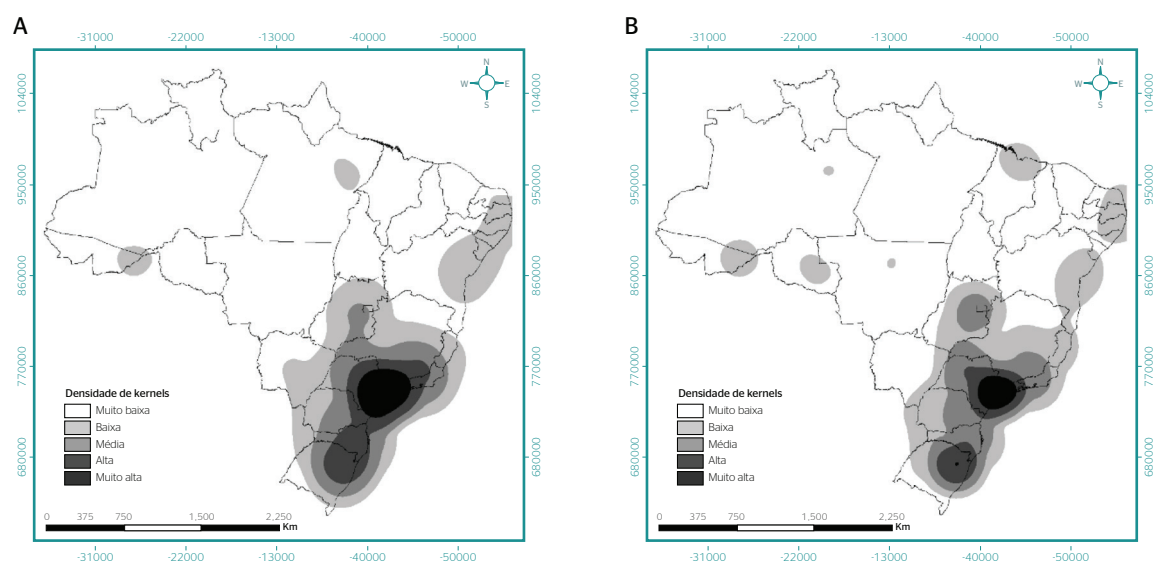 A
-31000 -22000 -13000 -40000 -50000
104000 104000
950000 950000
860000 860000
770000 770000
680000 680000
N
W E
S
Densidade de kernels
Muito baixa
Baixa
Média
Alta
Muito alta
0 375 750 1,500 2,250
Km
-31000 -22000 -13000 -40000 -50000
B
-31000 -22000 -13000 -40000 -50000
104000 104000
950000 950000
860000 860000
770000 770000
680000 680000
N
W E
S
Densidade de kernels
Muito baixa
Baixa
Média
Alta
Muito alta
0 375 750 1,500 2,250
Km
-31000 -22000 -13000 -40000 -50000